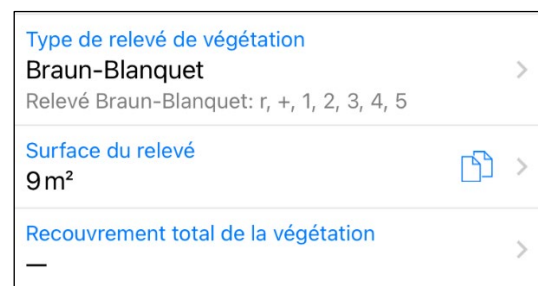 Type de relevé de végétation
Braun-Blanquet
Relevé Braun-Blanquet: r, +, 1, 2, 3, 4, 5
Surface du relevé
9 m²
Recouvrement total de la végétation
—